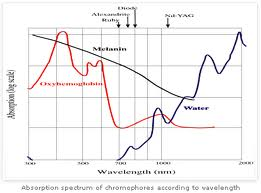 Diode
Alexandrite
Ruby
Nd-YAG
Melanin
Oxyhemoglobin
Water
Absorption (log scale)
500
700
1000
2000
Wavelength (nm)
Absorption spectrum of chromophores according to wavelength